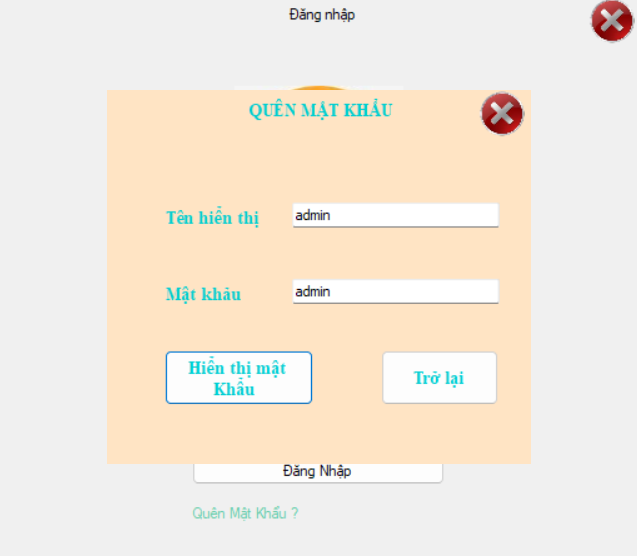 Đăng nhập
QUÊN MẬT KHẨU
Tên hiển thị
admin
Mật khẩu
admin
Hiển thị mật
Khẩu
Trở lại
Đăng Nhập
Quên Mật Khẩu ?